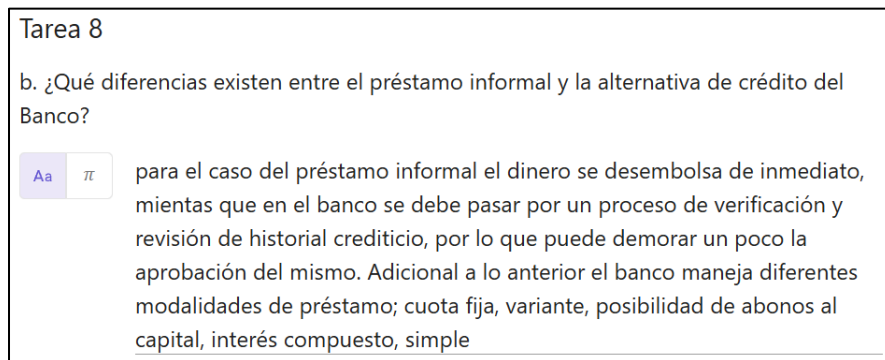 Tarea 8
b. ¿Qué diferencias existen entre el préstamo informal y la alternativa de crédito del
Banco?
Aa π
para el caso del préstamo informal el dinero se desembolsa de inmediato,
mientas que en el banco se debe pasar por un proceso de verificación y
revisión de historial crediticio, por lo que puede demorar un poco la
aprobación del mismo. Adicional a lo anterior el banco maneja diferentes
modalidades de préstamo; cuota fija, variante, posibilidad de abonos al
capital, interés compuesto, simple